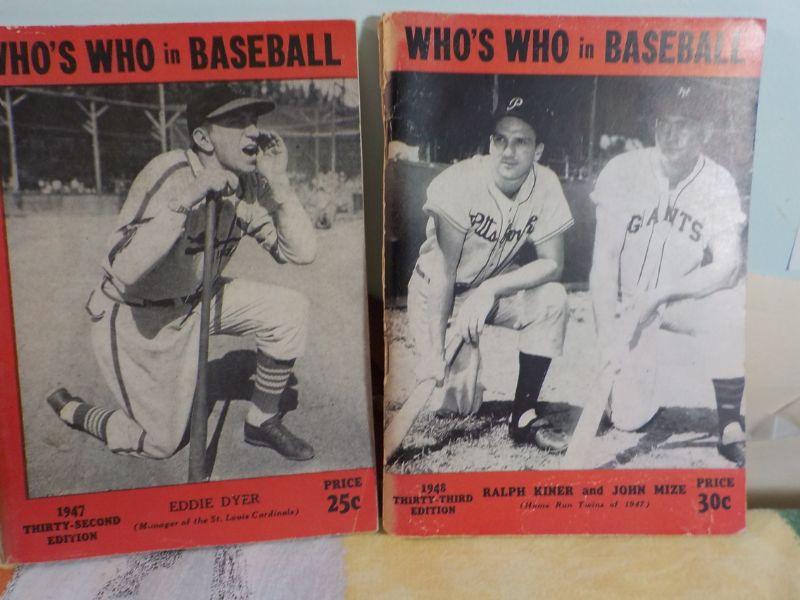 WHO'S WHO in BASEBALL
1947
THIRTY-SECOND
EDITION
EDDIE DYER
(Manager of the St. Louis Cardinals)
PRICE
25c
WHO'S WHO in BASEBALL
P
Pittsburgh
GIANTS
1948
THIRTY-THIRD
EDITION
RALPH KINER and JOHN MIZE
(Home Run Twins of 1947)
PRICE
30c